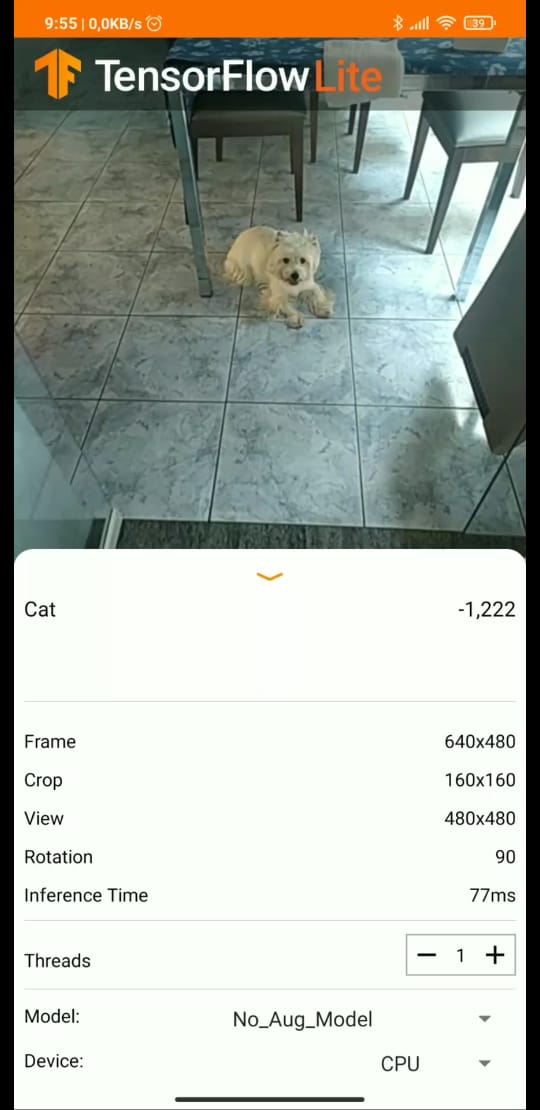 9:55 | 0,0KB/s
39
TensorFlow Lite
Cat -1,222
Frame 640x480
Crop 160x160
View 480x480
Rotation 90
Inference Time 77ms
Threads 1
Model: No_Aug_Model
Device: CPU